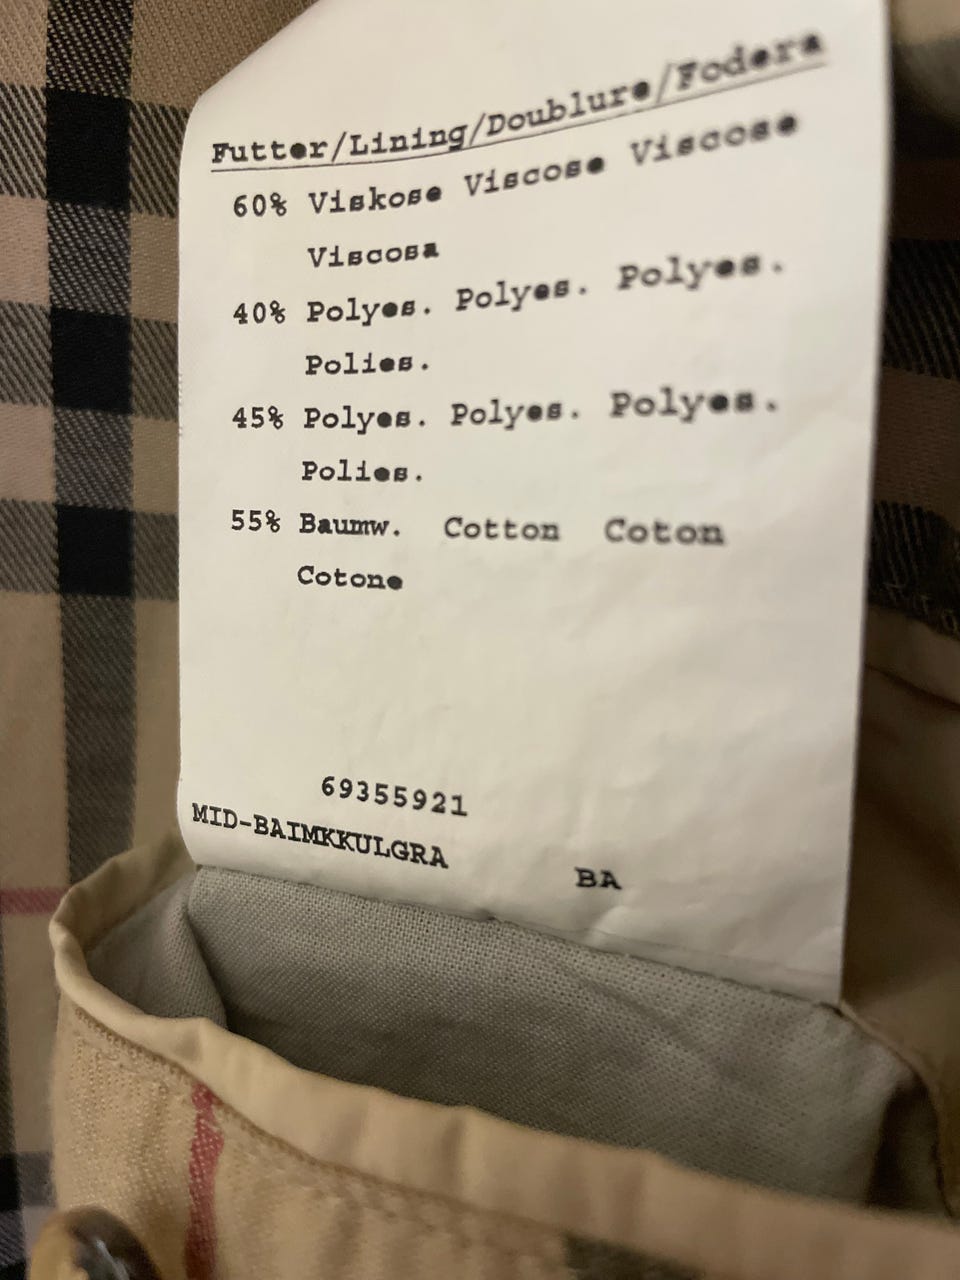 Futter/Lining/Doublure/Fodera
60% Viskose Viscose Viscose
Viscosa
40% Polyes. Polyes. Polyes.
Polies.
45% Polyes. Polyes. Polyes.
Polies.
55% Baumw. Cotton Coton
Cotone
69355921
MID-BAIMKKULGRA BA